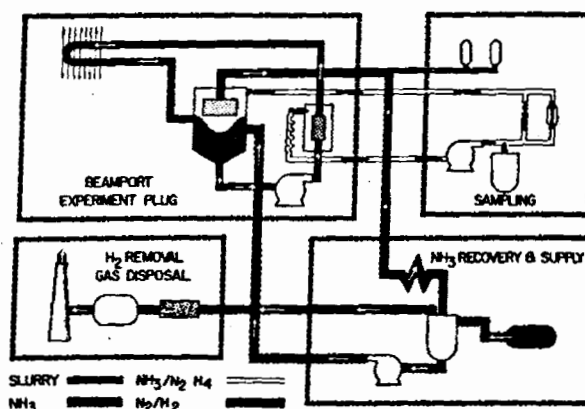 BEAMPORT
EXPERIMENT PLUG
SAMPLING
H2 REMOVAL
GAS DISPOSAL
NH3 RECOVERY & SUPPLY
SLURRY NH3/N2 H4
NH3 N2/H2